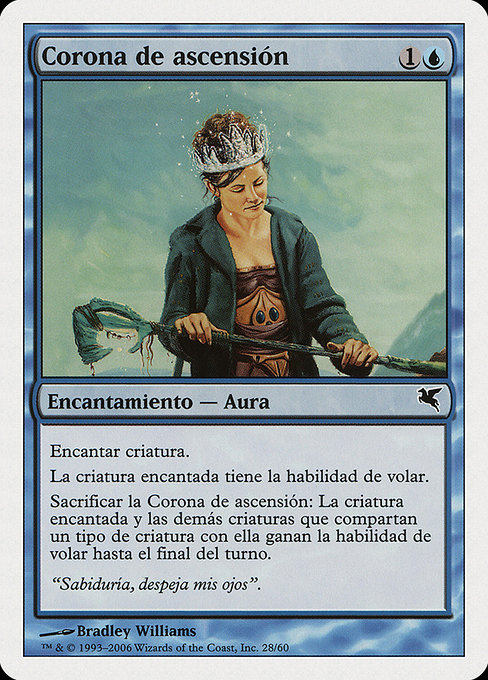 Corona de ascensión 1
Encantamiento — Aura
Encantar criatura.
La criatura encantada tiene la habilidad de volar.
Sacrificar la Corona de ascensión: La criatura
encantada y las demás criaturas que compartan
un tipo de criatura con ella ganan la habilidad de
volar hasta el final del turno.
“Sabiduría, despeja mis ojos”.
Bradley Williams
™ & © 1993–2006 Wizards of the Coast, Inc. 28/60